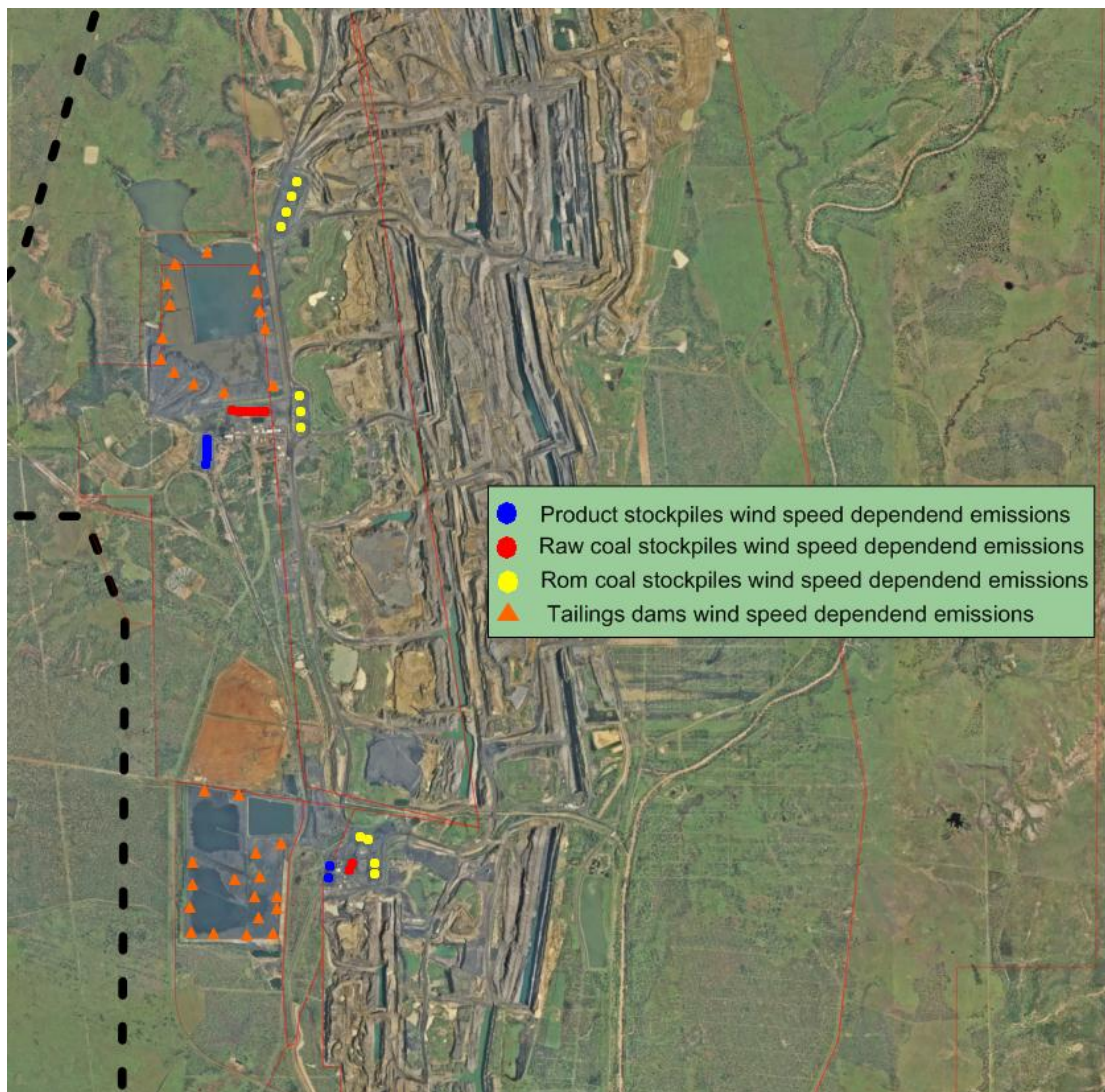 Product stockpiles wind speed dependend emissions
Raw coal stockpiles wind speed dependend emissions
Rom coal stockpiles wind speed dependend emissions
Tailings dams wind speed dependend emissions